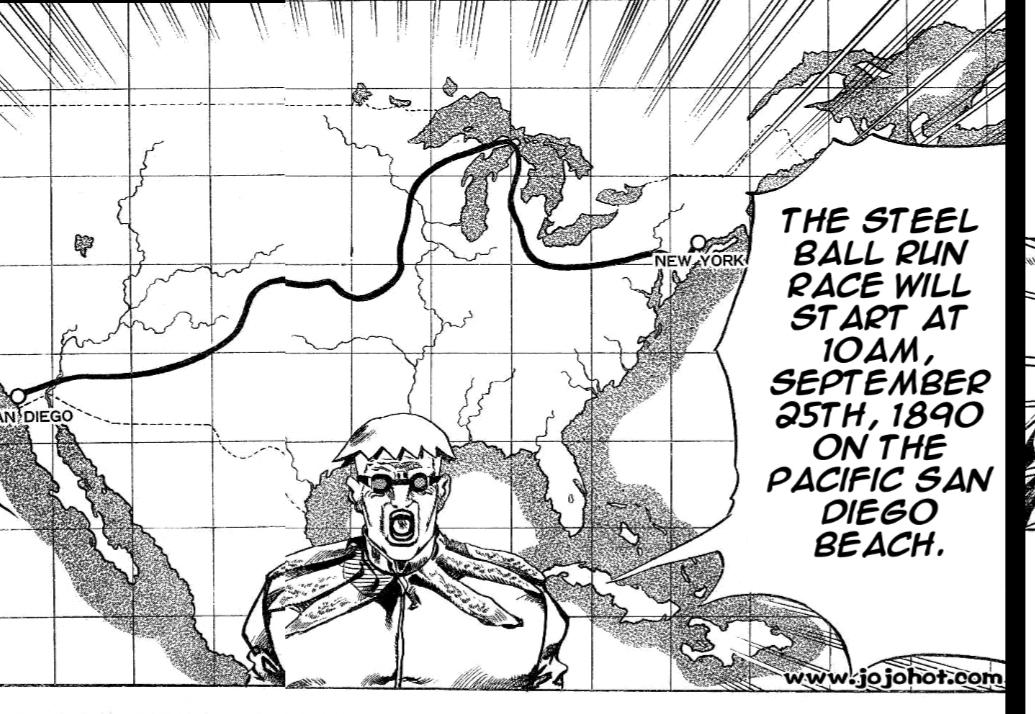 AN DIEGO
NEW YORK
THE STEEL
BALL RUN
RACE WILL
START AT
10AM,
SEPTEMBER
25TH, 1890
ON THE
PACIFIC SAN
DIEGO
BEACH.
www.jojohot.com